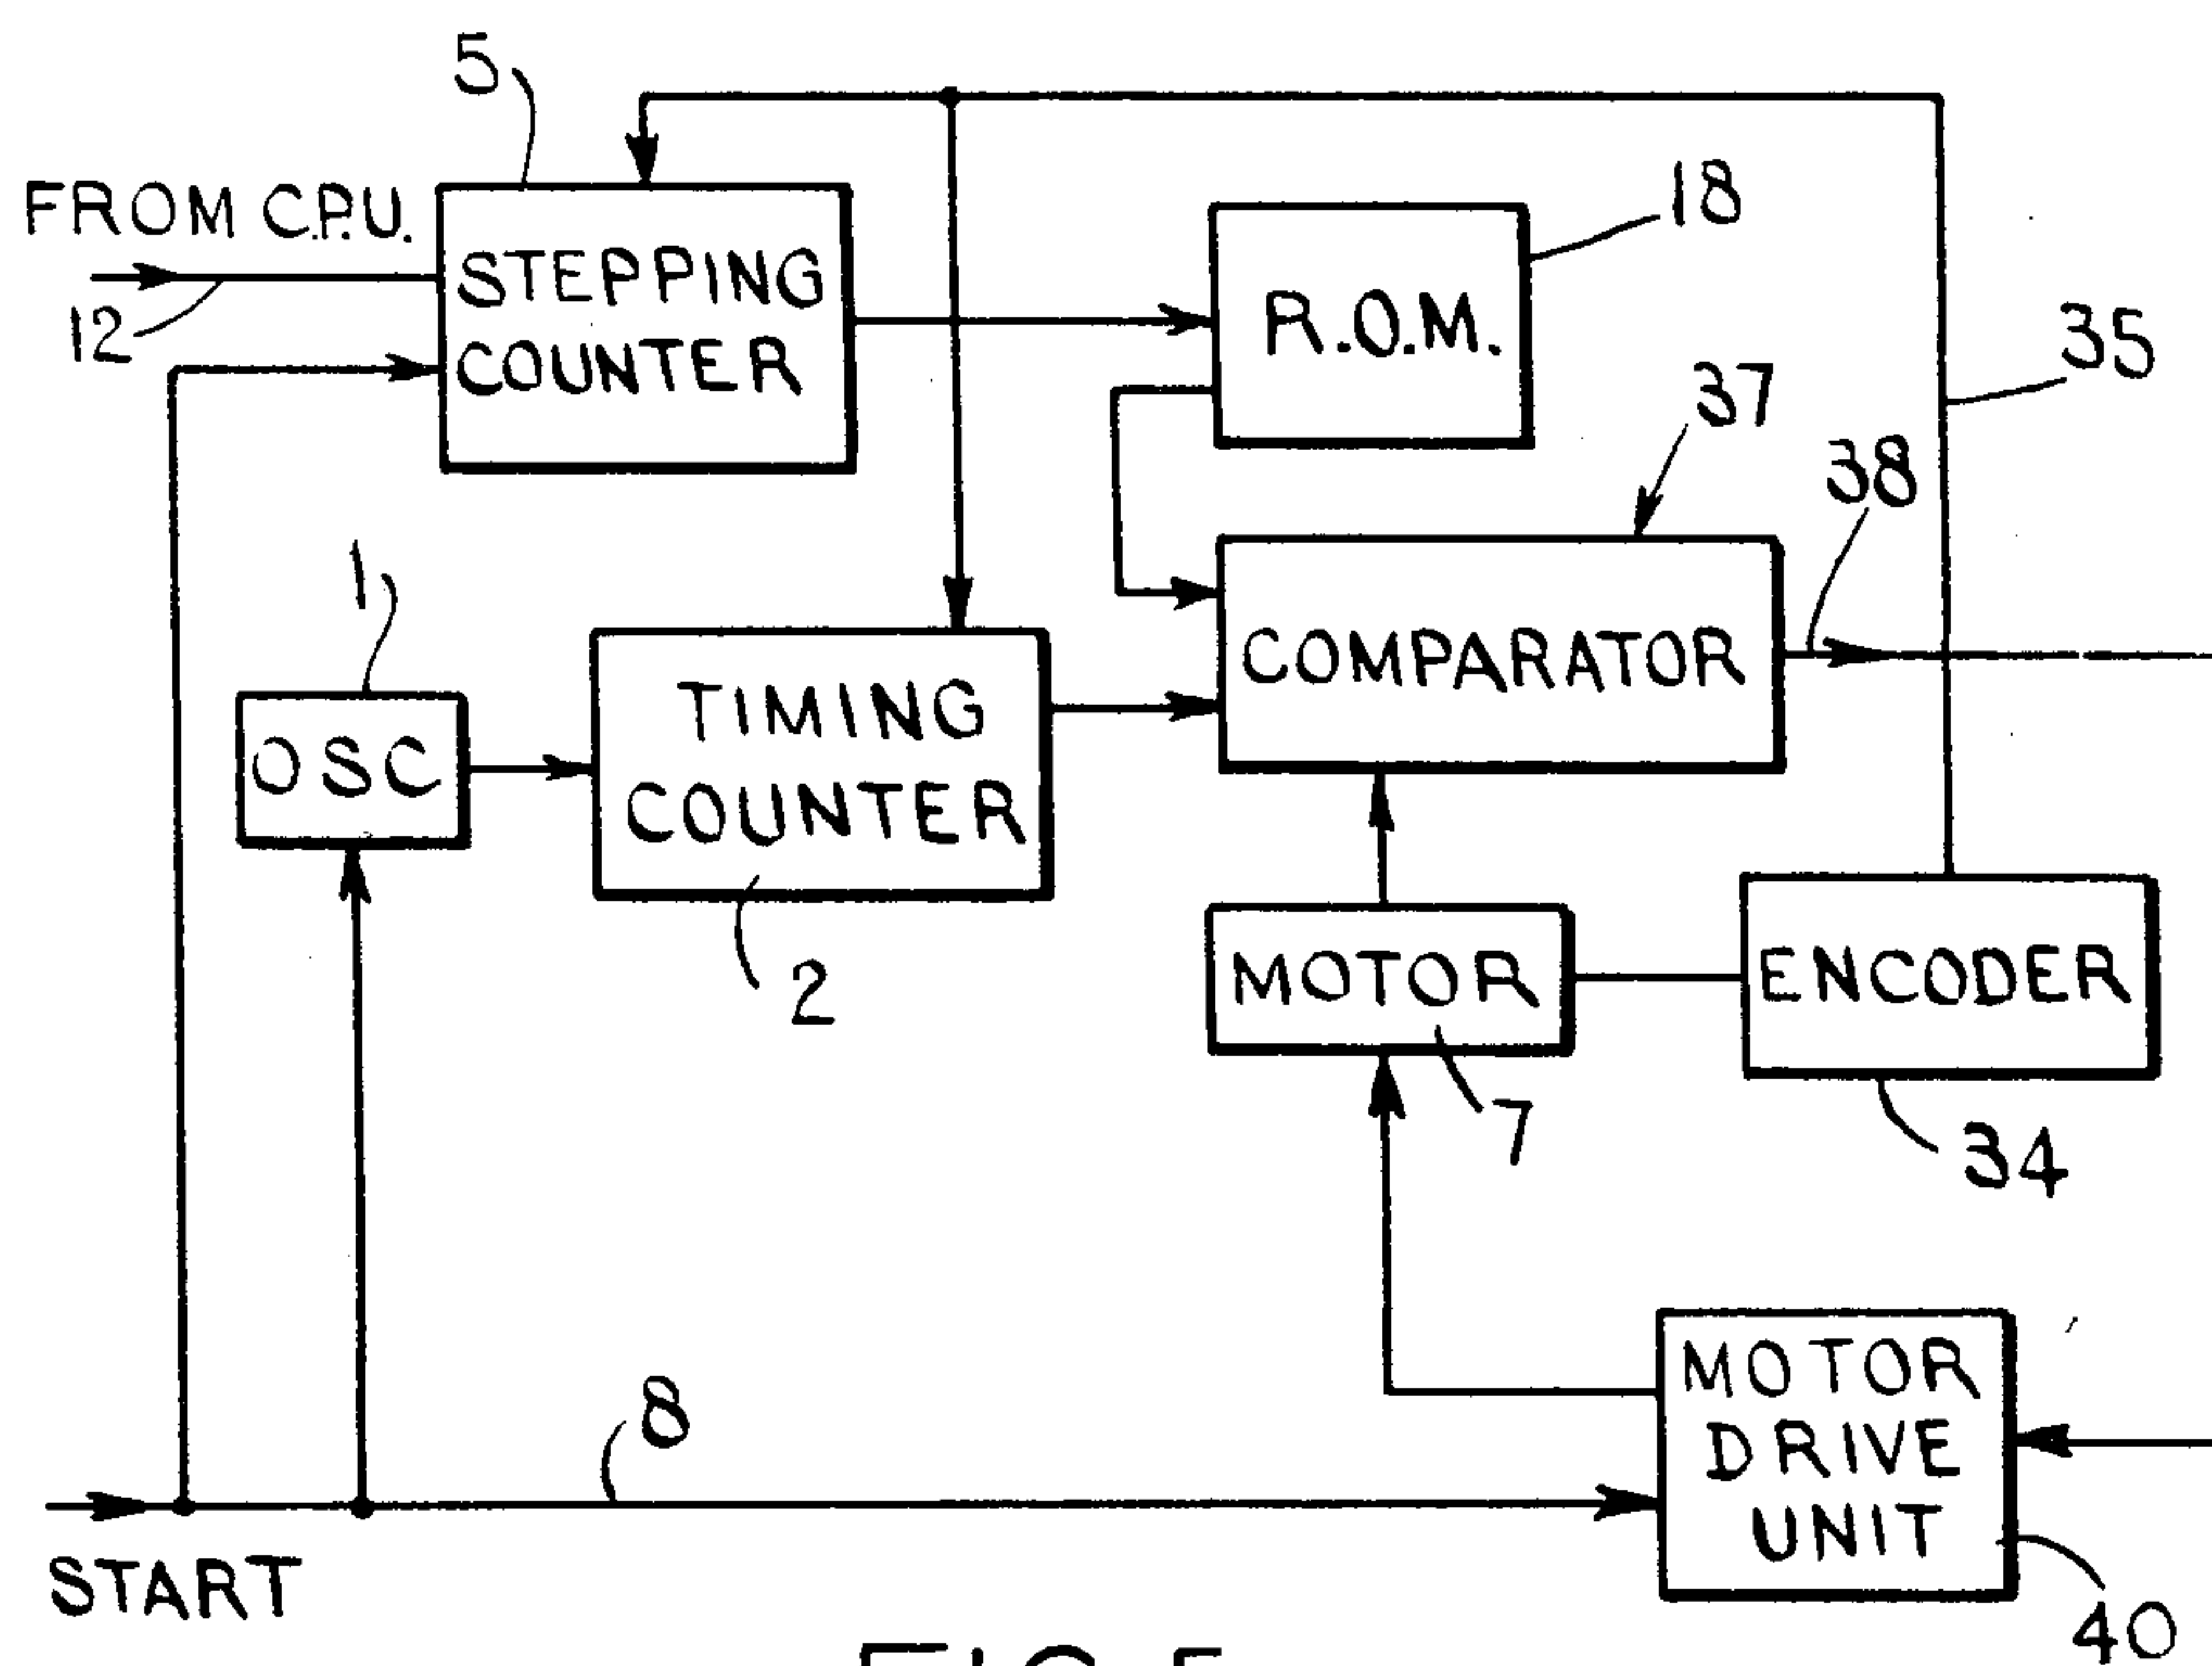 5
FROM C.P.U.
12
STEPPING
COUNTER
R.O.M.
18
35
37
38
1
OSC
TIMING
COUNTER
2
COMPARATOR
MOTOR
7
ENCODER
34
8
MOTOR
DRIVE
UNIT
40
START